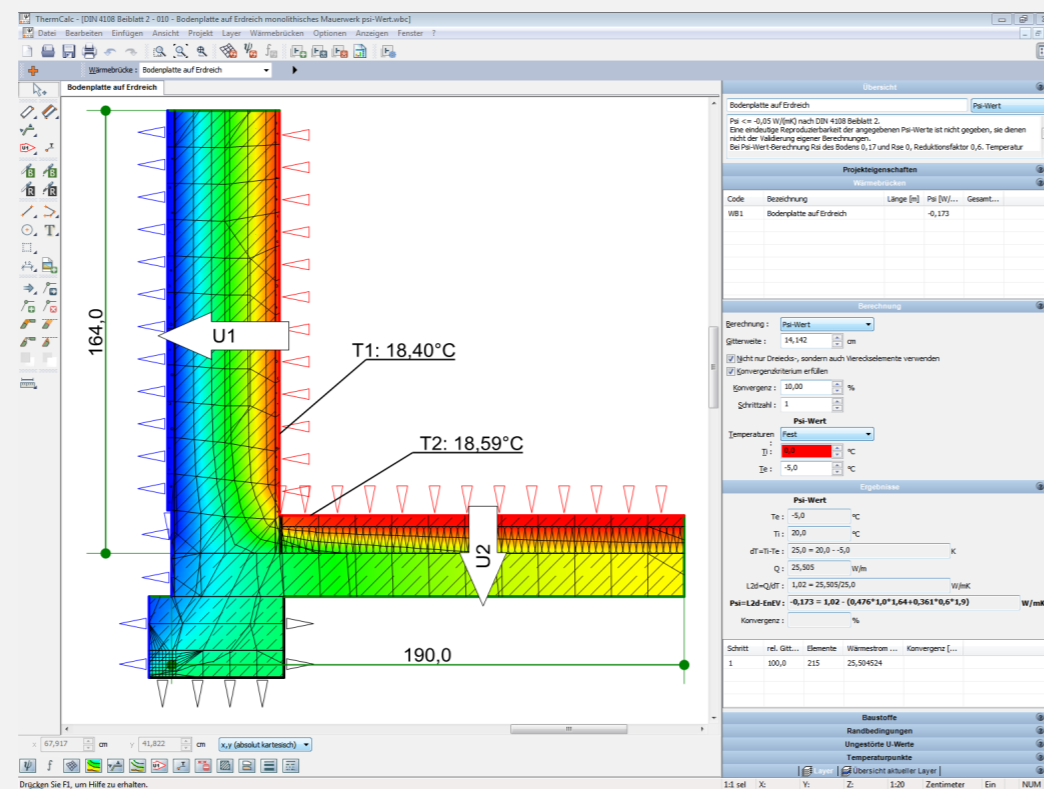 ThermCalc - [DIN 4108 Beiblatt 2 - 010 - Bodenplatte auf Erdreich monolithisches Mauerwerk psi-Wert.wbc]
Datei Bearbeiten Einfügen Ansicht Projekt Layer Wärmebrücken Optionen Anzeigen Fenster ?
Wärmebrücke : Bodenplatte auf Erdreich
Bodenplatte auf Erdreich
164,0
U1
T1: 18,40°C
T2: 18,59°C
U2
190,0
Übersicht
Bodenplatte auf Erdreich Psi-Wert
Psi <= -0,05 W/(mK) nach DIN 4108 Beiblatt 2.
Eine eindeutige Reproduzierbarkeit der angegebenen Psi-Werte ist nicht gegeben, sie dienen
nicht der Validierung eigener Berechnungen.
Bei Psi-Wert-Berechnung Rsi des Bodens 0,17 und Rse 0, Reduktionsfaktor 0,6. Temperatur
Projekteigenschaften
Wärmebrücken
Code Bezeichnung Länge [m] Psi [W/... Gesamt...
WB1 Bodenplatte auf Erdreich -0,173
Berechnung
Berechnung : Psi-Wert
Gitterweite : 14,142 cm
Nicht nur Dreiecks-, sondern auch Viereckselemente verwenden
Konvergenzkriterium erfüllen
Konvergenz : 10,00 %
Schrittzahl : 1
Psi-Wert
Temperaturen : Fest
Ti : 0,0 °C
Te : -5,0 °C
Ergebnisse
Psi-Wert
Te : -5,0 °C
Ti : 20,0 °C
dT=Ti-Te : 25,0 = 20,0 - -5,0 K
Q : 25,505 W/m
L2d=Q/dT : 1,02 = 25,505/25,0 W/mK
Psi=L2d-EnEV : -0,173 = 1,02 - (0,476*1,0*1,64+0,361*0,6*1,9) W/mK
Konvergenz : %
Schritt rel. Gitt... Elemente Wärmestrom ... Konvergenz [...
1 100,0 215 25,504524
Baustoffe
Randbedingungen
Ungestörte U-Werte
Temperaturpunkte
Layer Übersicht aktueller Layer
x : 67,917 cm y 41,822 cm x,y (absolut kartesisch)
Drücken Sie F1, um Hilfe zu erhalten.
1:1 sel X: Y: Z: 1:20 Zentimeter Ein NUM